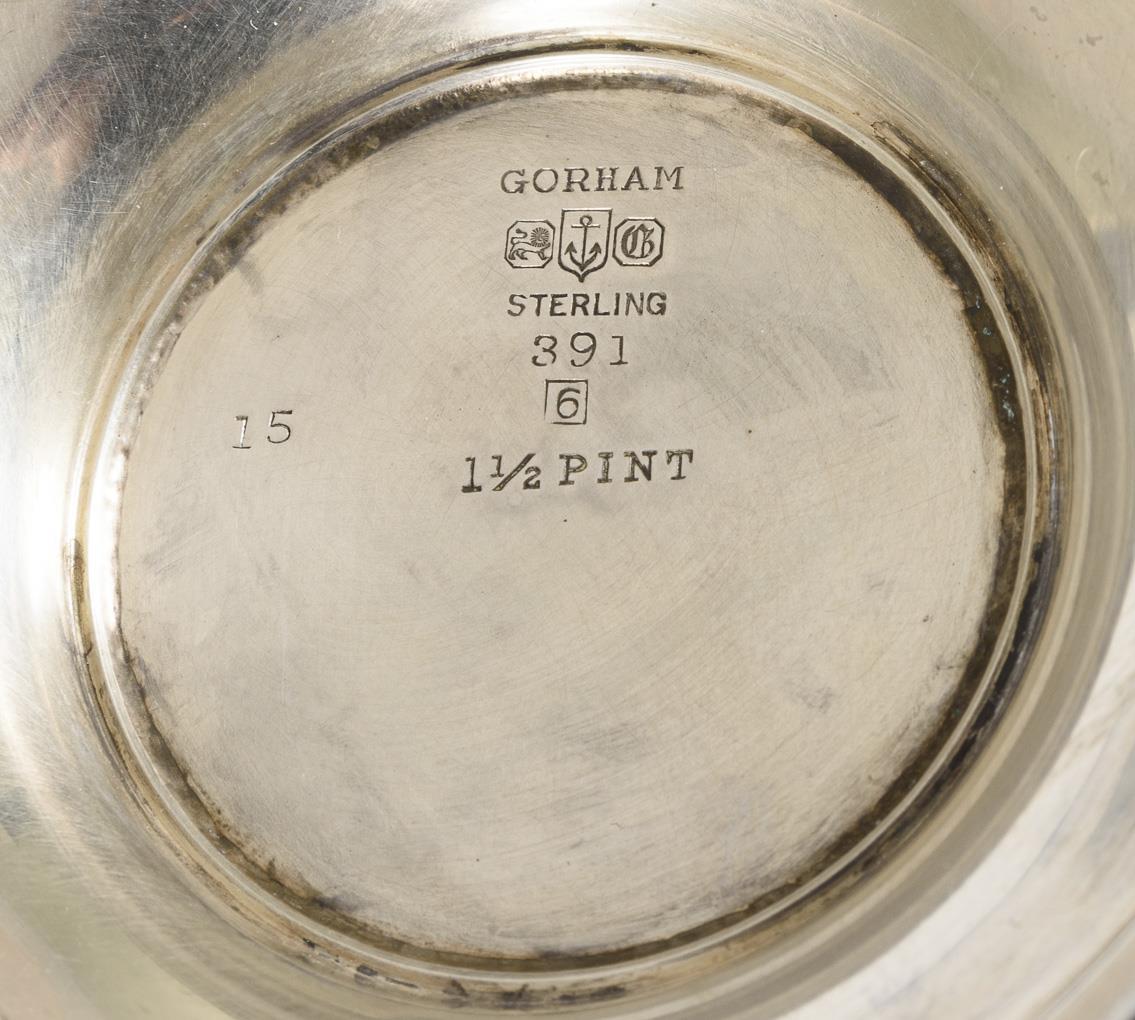 GORHAM
G
STERLING
391
6
15
1½ PINT